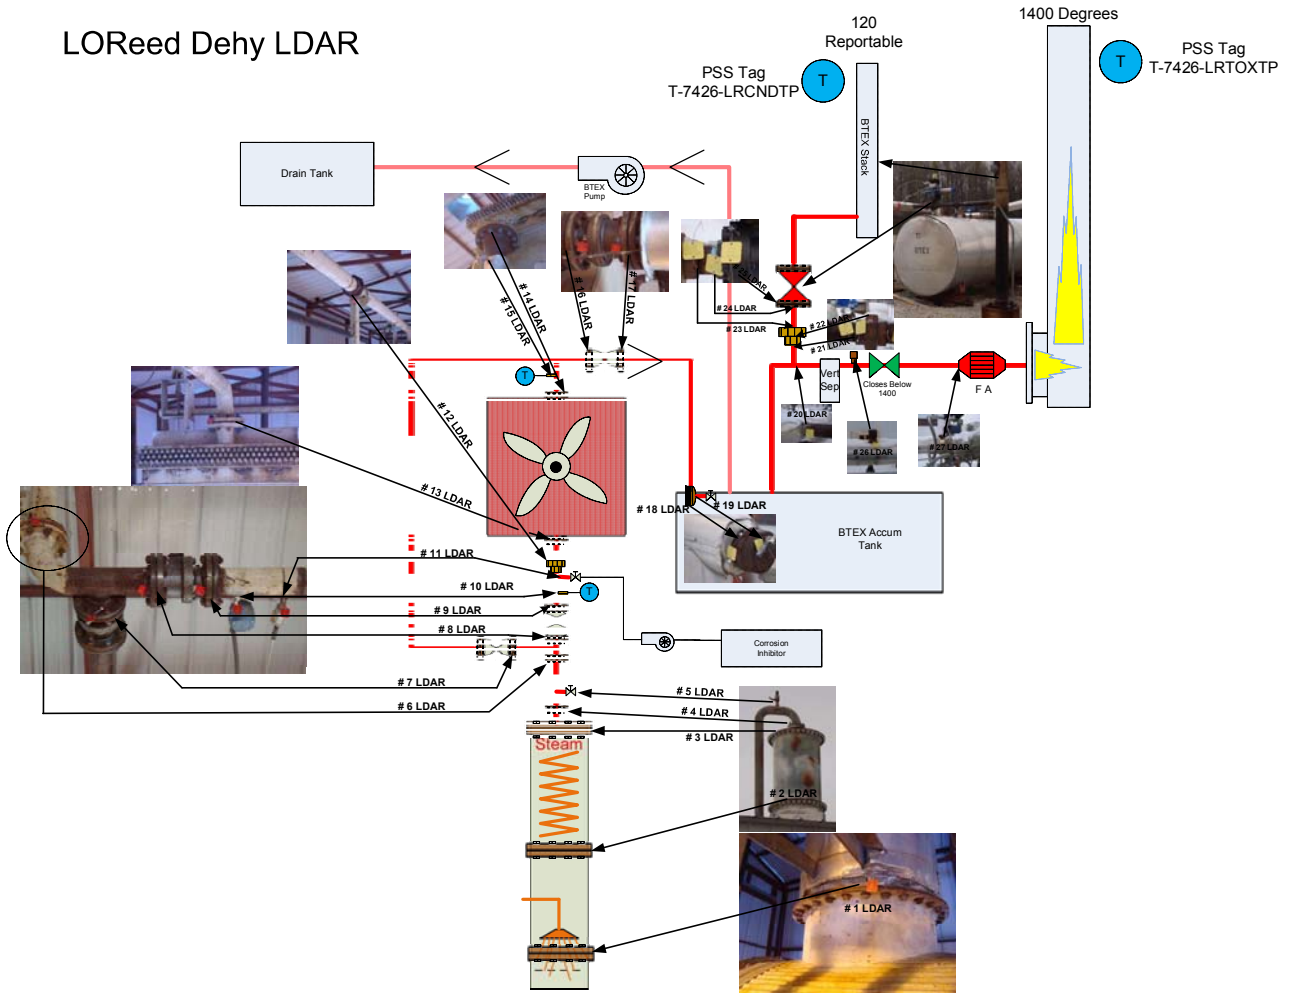 LOReed Dehy LDAR
120
Reportable
1400 Degrees
PSS Tag
T-7426-LRCNDTP
T
T
PSS Tag
T-7426-LRTOXTP
BTEX Stack
Drain Tank
BTEX
Pump
BTEX
# 14 LDAR
# 15 LDAR
# 16 LDAR
# 17 LDAR
# 25 LDAR
# 24 LDAR
# 23 LDAR
# 22 LDAR
# 21 LDAR
T
Vert
Sep
Closes Below
1400
F A
# 12 LDAR
# 20 LDAR
# 26 LDAR
# 27 LDAR
# 13 LDAR
# 18 LDAR
# 19 LDAR
BTEX Accum
Tank
# 11 LDAR
# 10 LDAR
T
# 9 LDAR
# 8 LDAR
Corrosion
Inhibitor
# 7 LDAR
# 6 LDAR
# 5 LDAR
# 4 LDAR
# 3 LDAR
Steam
# 2 LDAR
# 1 LDAR